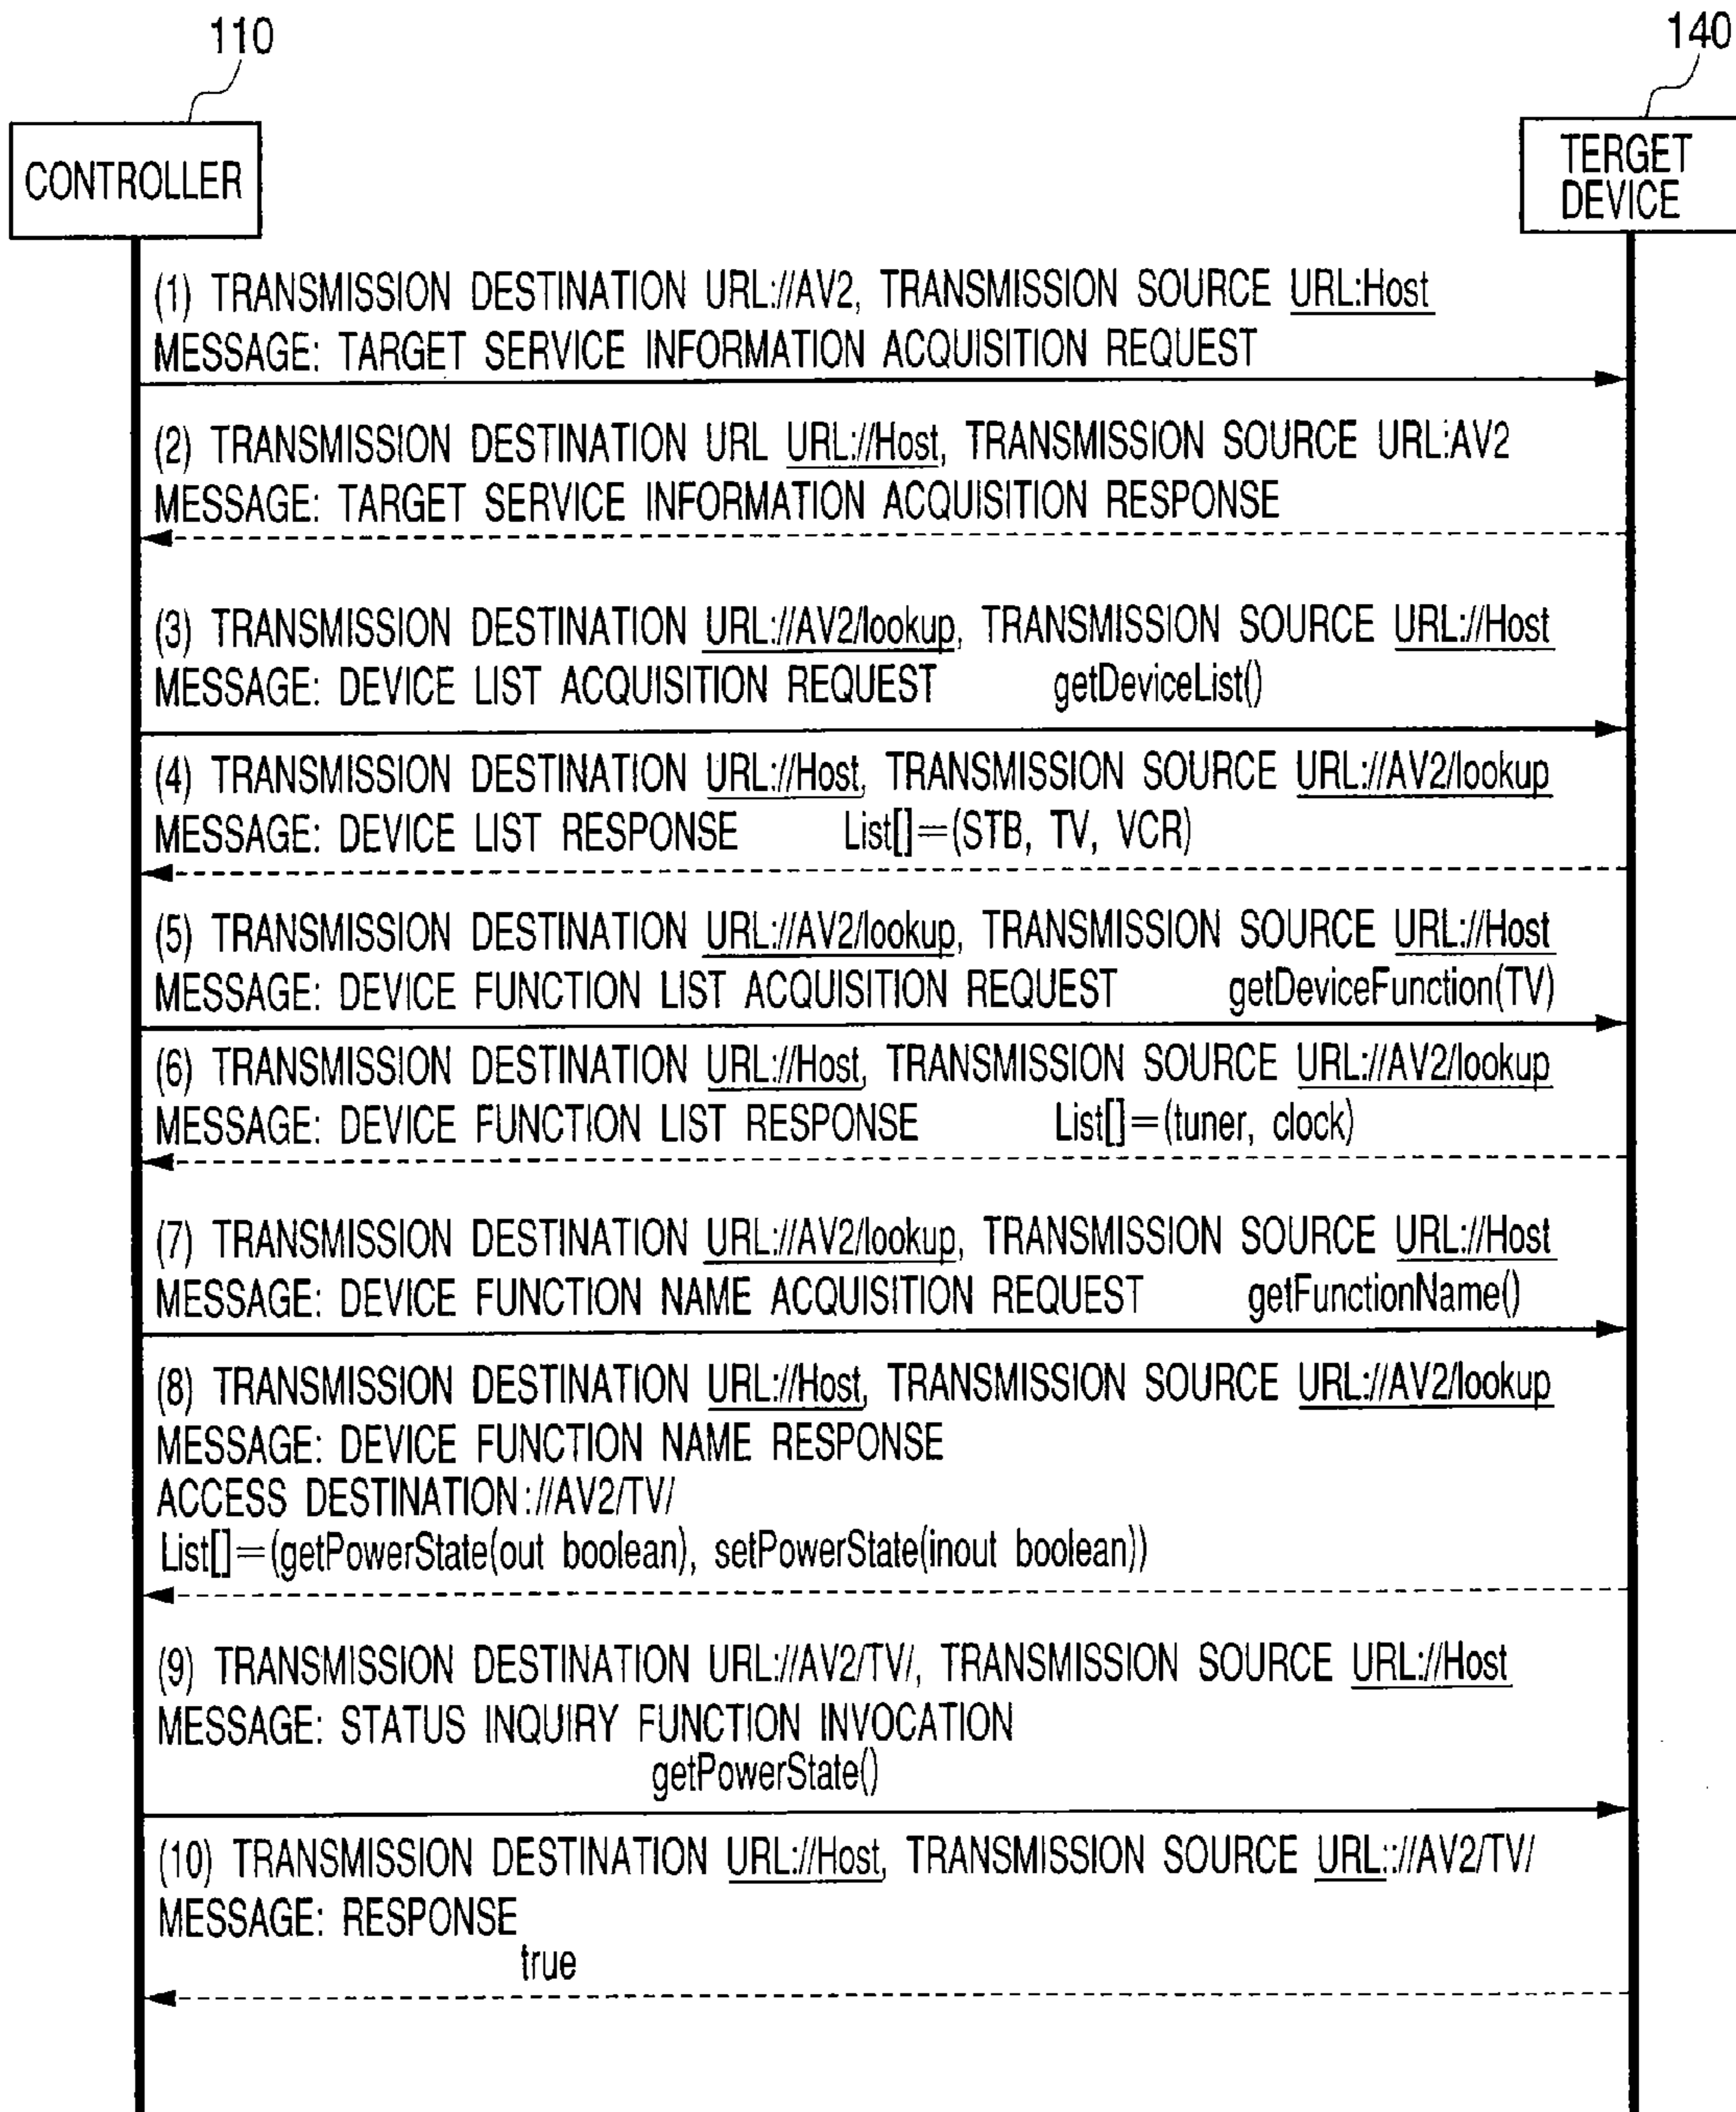 110
140
CONTROLLER
TERGET
DEVICE
(1) TRANSMISSION DESTINATION URL://AV2, TRANSMISSION SOURCE URL:Host
MESSAGE: TARGET SERVICE INFORMATION ACQUISITION REQUEST
(2) TRANSMISSION DESTINATION URL URL://Host, TRANSMISSION SOURCE URL:AV2
MESSAGE: TARGET SERVICE INFORMATION ACQUISITION RESPONSE
(3) TRANSMISSION DESTINATION URL://AV2/lookup, TRANSMISSION SOURCE URL://Host
MESSAGE: DEVICE LIST ACQUISITION REQUEST getDeviceList()
(4) TRANSMISSION DESTINATION URL://Host, TRANSMISSION SOURCE URL://AV2/lookup
MESSAGE: DEVICE LIST RESPONSE List[]=(STB, TV, VCR)
(5) TRANSMISSION DESTINATION URL://AV2/lookup, TRANSMISSION SOURCE URL://Host
MESSAGE: DEVICE FUNCTION LIST ACQUISITION REQUEST getDeviceFunction(TV)
(6) TRANSMISSION DESTINATION URL://Host, TRANSMISSION SOURCE URL://AV2/lookup
MESSAGE: DEVICE FUNCTION LIST RESPONSE List[]=(tuner, clock)
(7) TRANSMISSION DESTINATION URL://AV2/lookup, TRANSMISSION SOURCE URL://Host
MESSAGE: DEVICE FUNCTION NAME ACQUISITION REQUEST getFunctionName()
(8) TRANSMISSION DESTINATION URL://Host, TRANSMISSION SOURCE URL://AV2/lookup
MESSAGE: DEVICE FUNCTION NAME RESPONSE
ACCESS DESTINATION://AV2/TV/
List[]=(getPowerState(out boolean), setPowerState(inout boolean))
(9) TRANSMISSION DESTINATION URL://AV2/TV/, TRANSMISSION SOURCE URL://Host
MESSAGE: STATUS INQUIRY FUNCTION INVOCATION
getPowerState()
(10) TRANSMISSION DESTINATION URL://Host, TRANSMISSION SOURCE URL:://AV2/TV/
MESSAGE: RESPONSE
true